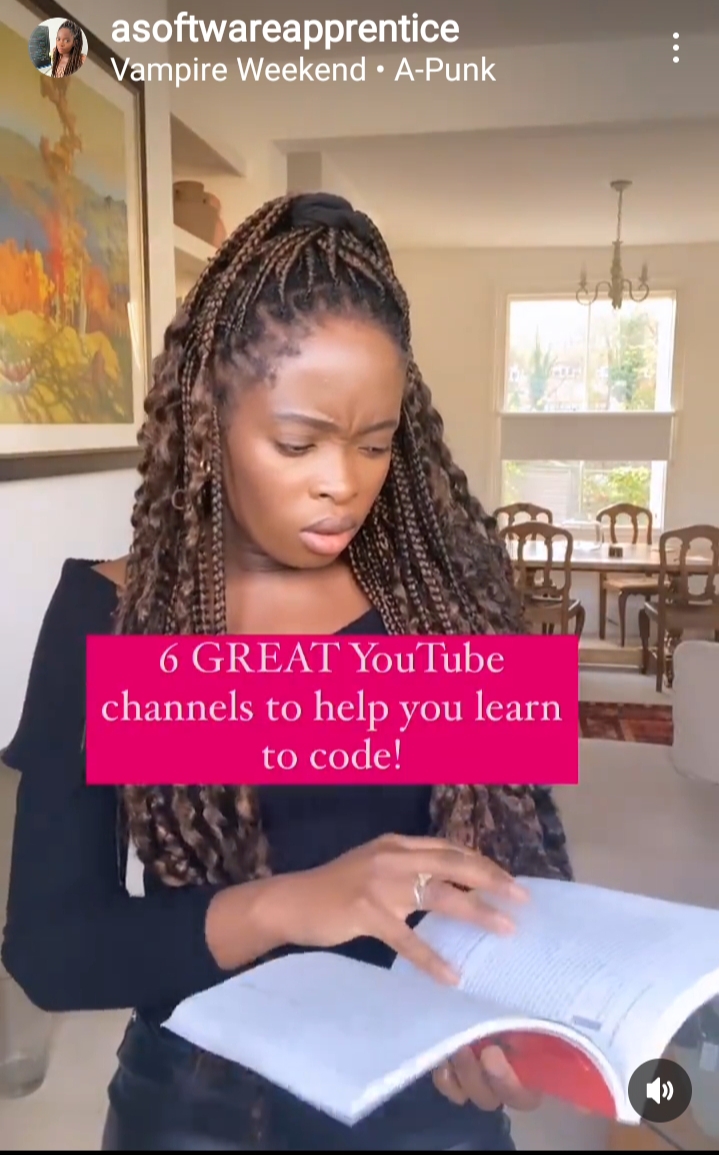 asoftwareapprentice
Vampire Weekend • A-Punk
6 GREAT YouTube
channels to help you learn
to code!